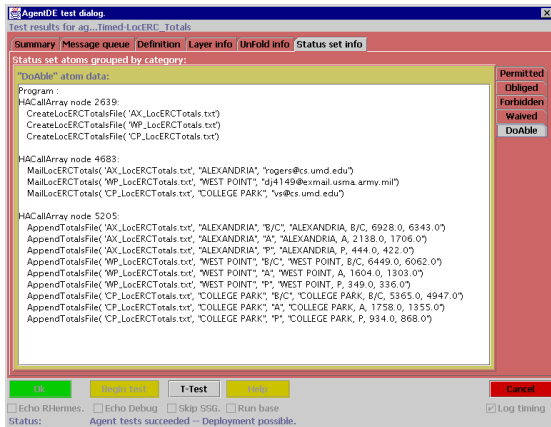 AgentDE test dialog.
Test results for ag...Timed-LocERC_Totals
Summary Message queue Definition Layer info UnFold info Status set info
Status set atoms grouped by category:
"DoAble" atom data:
Permitted
Obliged
Forbidden
Waived
DoAble
Program :
HACallArray node 2639:
CreateLocERCTotalsFile( 'AX_LocERCTotals.txt')
CreateLocERCTotalsFile( 'WP_LocERCTotals.txt')
CreateLocERCTotalsFile( 'CP_LocERCTotals.txt')
HACallArray node 4683:
MailLocERCTotals( 'AX_LocERCTotals.txt', "ALEXANDRIA", "rogers@cs.umd.edu")
MailLocERCTotals( 'WP_LocERCTotals.txt', "WEST POINT", "dj4149@exmail.usma.army.mil")
MailLocERCTotals( 'CP_LocERCTotals.txt', "COLLEGE PARK", "vs@cs.umd.edu")
HACallArray node 5205:
AppendTotalsFile( 'AX_LocERCTotals.txt', "ALEXANDRIA", "B/C", "ALEXANDRIA, B/C, 6928.0, 6343.0")
AppendTotalsFile( 'AX_LocERCTotals.txt', "ALEXANDRIA", "A", "ALEXANDRIA, A, 2138.0, 1706.0")
AppendTotalsFile( 'AX_LocERCTotals.txt', "ALEXANDRIA", "P", "ALEXANDRIA, P, 444.0, 422.0")
AppendTotalsFile( 'WP_LocERCTotals.txt', "WEST POINT", "B/C", "WEST POINT, B/C, 6449.0, 6062.0")
AppendTotalsFile( 'WP_LocERCTotals.txt', "WEST POINT", "A", "WEST POINT, A, 1604.0, 1303.0")
AppendTotalsFile( 'WP_LocERCTotals.txt', "WEST POINT", "P", "WEST POINT, P, 349.0, 336.0")
AppendTotalsFile( 'CP_LocERCTotals.txt', "COLLEGE PARK", "B/C", "COLLEGE PARK, B/C, 5365.0, 4947.0")
AppendTotalsFile( 'CP_LocERCTotals.txt', "COLLEGE PARK", "A", "COLLEGE PARK, A, 1758.0, 1355.0")
AppendTotalsFile( 'CP_LocERCTotals.txt', "COLLEGE PARK", "P", "COLLEGE PARK, P, 934.0, 868.0")
Ok Begin test T-Test Help Cancel
Echo RHermes. Echo Debug Skip SSG. Run base Log timing
Status: Agent tests succeeded -- Deployment possible.